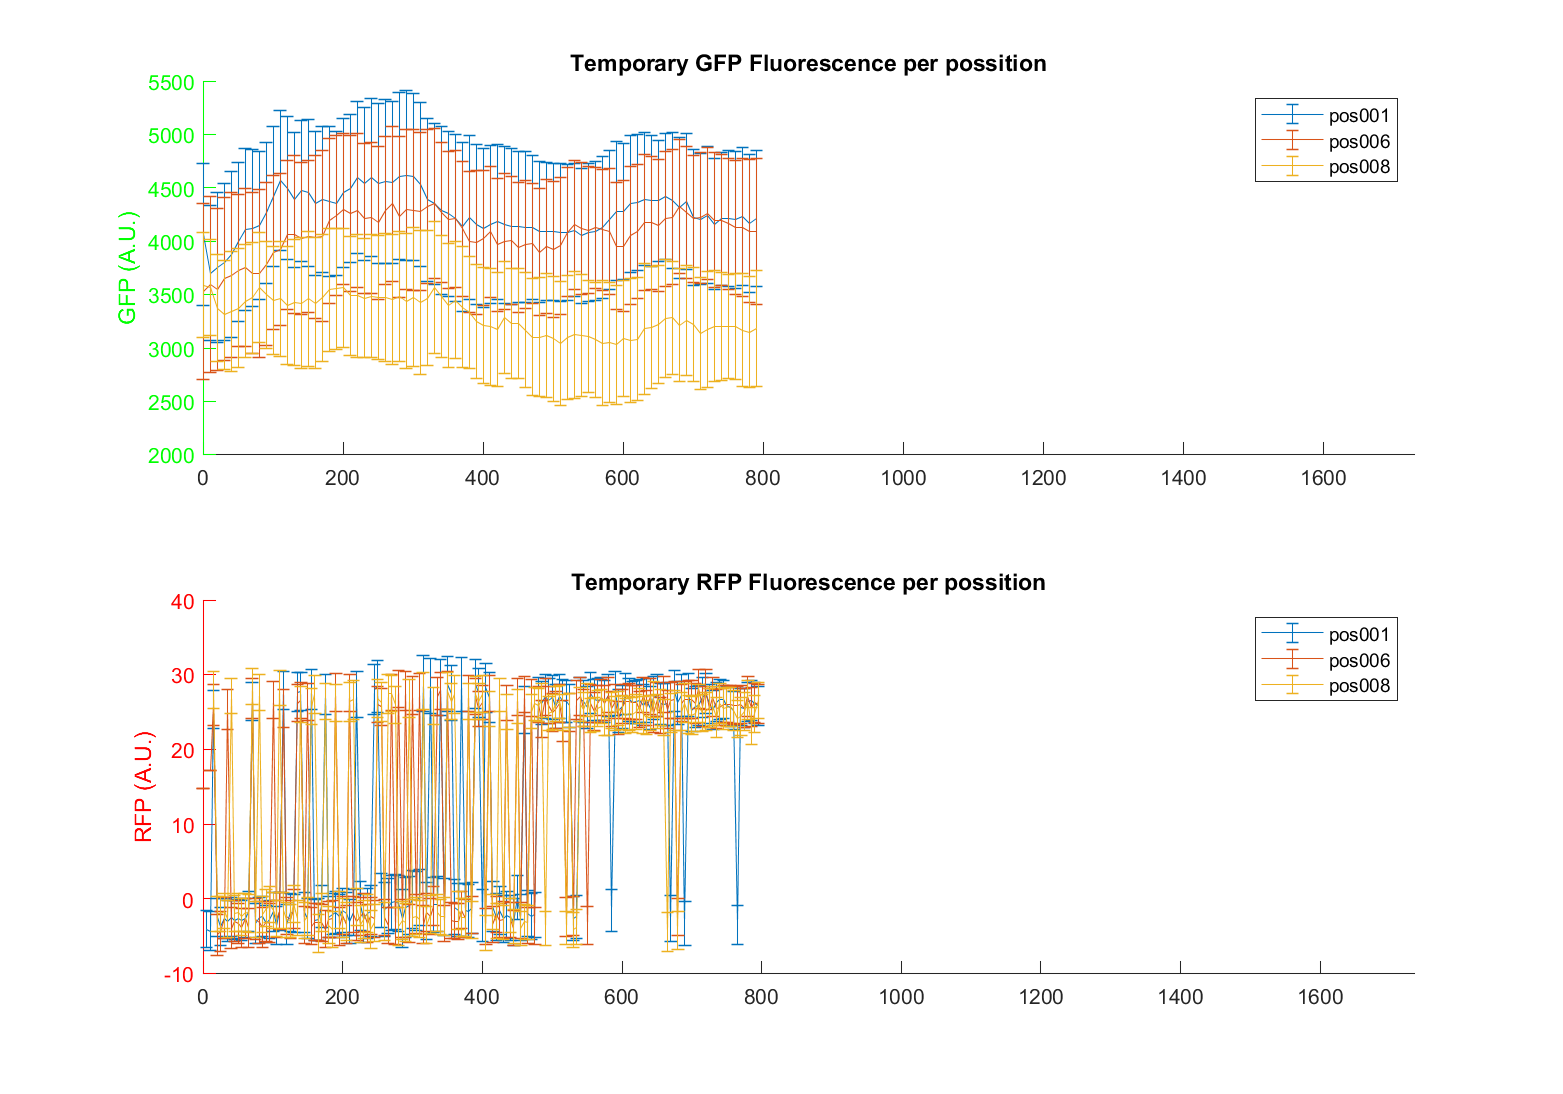 Temporary GFP Fluorescence per possition
5500
5000
4500
4000
3500
3000
2500
2000
GFP (A.U.)
0 200 400 600 800 1000 1200 1400 1600
pos001
pos006
pos008
Temporary RFP Fluorescence per possition
40
30
20
10
0
-10
RFP (A.U.)
0 200 400 600 800 1000 1200 1400 1600
pos001
pos006
pos008